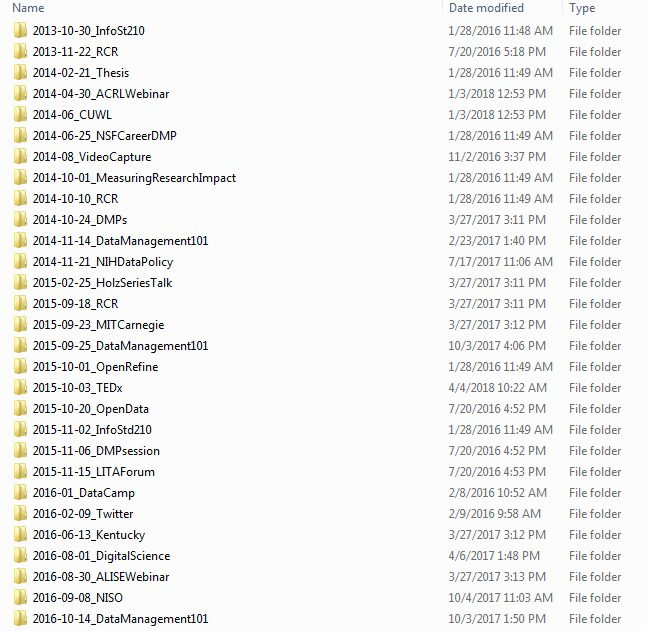 Name Date modified Type
2013-10-30_InfoSt210 1/28/2016 11:48 AM File folder
2013-11-22_RCR 7/20/2016 5:18 PM File folder
2014-02-21_Thesis 1/28/2016 11:49 AM File folder
2014-04-30_ACRLWebinar 1/3/2018 12:53 PM File folder
2014-06_CUWL 1/3/2018 12:53 PM File folder
2014-06-25_NSFCareerDMP 1/28/2016 11:49 AM File folder
2014-08_VideoCapture 11/2/2016 3:37 PM File folder
2014-10-01_MeasuringResearchImpact 1/28/2016 11:49 AM File folder
2014-10-10_RCR 1/28/2016 11:49 AM File folder
2014-10-24_DMPs 3/27/2017 3:11 PM File folder
2014-11-14_DataManagement101 2/23/2017 1:40 PM File folder
2014-11-21_NIHDataPolicy 7/17/2017 11:06 AM File folder
2015-02-25_HolzSeriesTalk 3/27/2017 3:11 PM File folder
2015-09-18_RCR 3/27/2017 3:11 PM File folder
2015-09-23_MITCarnegie 3/27/2017 3:12 PM File folder
2015-09-25_DataManagement101 10/3/2017 4:06 PM File folder
2015-10-01_OpenRefine 1/28/2016 11:49 AM File folder
2015-10-03_TEDx 4/4/2018 10:22 AM File folder
2015-10-20_OpenData 7/20/2016 4:52 PM File folder
2015-11-02_InfoStd210 1/28/2016 11:49 AM File folder
2015-11-06_DMPsession 7/20/2016 4:52 PM File folder
2015-11-15_LITAForum 7/20/2016 4:53 PM File folder
2016-01_DataCamp 2/8/2016 10:52 AM File folder
2016-02-09_Twitter 2/9/2016 9:58 AM File folder
2016-06-13_Kentucky 3/27/2017 3:12 PM File folder
2016-08-01_DigitalScience 4/6/2017 1:48 PM File folder
2016-08-30_ALISEWebinar 3/27/2017 3:13 PM File folder
2016-09-08_NISO 10/4/2017 11:03 AM File folder
2016-10-14_DataManagement101 10/3/2017 1:50 PM File folder